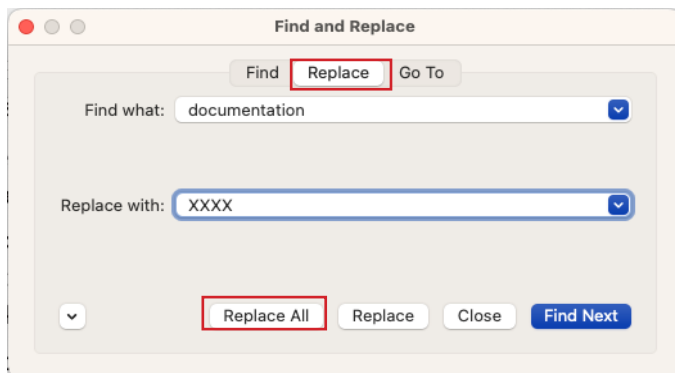 Find and Replace
Find Replace Go To
Find what: documentation
Replace with: XXXX
Replace All Replace Close Find Next